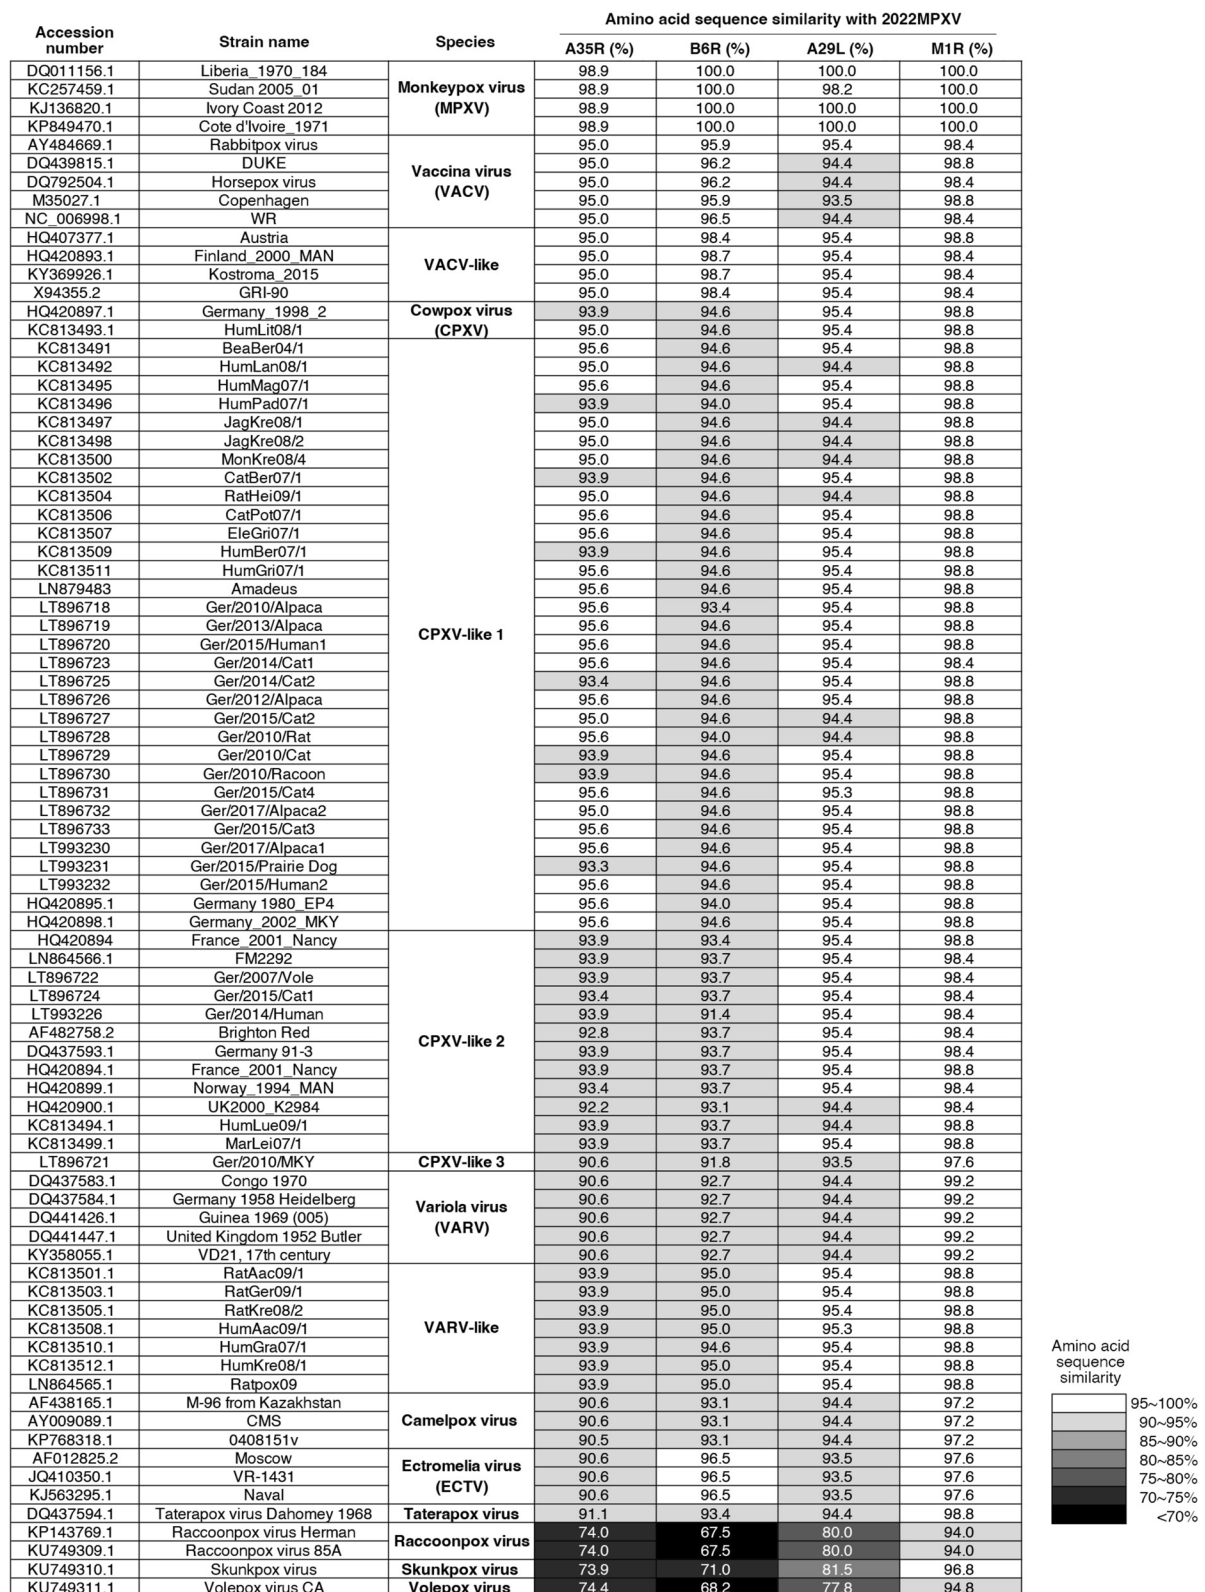 Amino acid sequence similarity with 2022MPXV
Accession number Strain name Species A35R (%) B6R (%) A29L (%) M1R (%)
DQ011156.1 Liberia_1970_184 Monkeypox virus (MPXV) 98.9 100.0 100.0 100.0
KC257459.1 Sudan 2005_01 98.9 100.0 98.2 100.0
KJ136820.1 Ivory Coast 2012 98.9 100.0 100.0 100.0
KP849470.1 Cote d'Ivoire_1971 98.9 100.0 100.0 100.0
AY484669.1 Rabbitpox virus Vaccina virus (VACV) 95.0 95.9 95.4 98.4
DQ439815.1 DUKE 95.0 96.2 94.4 98.8
DQ792504.1 Horsepox virus 95.0 96.2 94.4 98.4
M35027.1 Copenhagen 95.0 95.9 93.5 98.8
NC_006998.1 WR 95.0 96.5 94.4 98.4
HQ407377.1 Austria VACV-like 95.0 98.4 95.4 98.8
HQ420893.1 Finland_2000_MAN 95.0 98.7 95.4 98.4
KY369926.1 Kostroma_2015 95.0 98.7 95.4 98.4
X94355.2 GRI-90 95.0 98.4 95.4 98.4
HQ420897.1 Germany_1998_2 Cowpox virus (CPXV) 93.9 94.6 95.4 98.8
KC813493.1 HumLit08/1 95.0 94.6 95.4 98.8
KC813491 BeaBer04/1 CPXV-like 1 95.6 94.6 95.4 98.8
KC813492 HumLan08/1 95.0 94.6 94.4 98.8
KC813495 HumMag07/1 95.6 94.6 95.4 98.8
KC813496 HumPad07/1 93.9 94.0 95.4 98.8
KC813497 JagKre08/1 95.0 94.6 94.4 98.8
KC813498 JagKre08/2 95.0 94.6 94.4 98.8
KC813500 MonKre08/4 95.0 94.6 94.4 98.8
KC813502 CatBer07/1 93.9 94.6 95.4 98.8
KC813504 RatHei09/1 95.0 94.6 94.4 98.8
KC813506 CatPot07/1 95.6 94.6 95.4 98.8
KC813507 EleGri07/1 95.6 94.6 95.4 98.8
KC813509 HumBer07/1 93.9 94.6 95.4 98.8
KC813511 HumGri07/1 95.6 94.6 95.4 98.8
LN879483 Amadeus 95.6 94.6 95.4 98.8
LT896718 Ger/2010/Alpaca 95.6 93.4 95.4 98.8
LT896719 Ger/2013/Alpaca 95.6 94.6 95.4 98.8
LT896720 Ger/2015/Human1 95.6 94.6 95.4 98.8
LT896723 Ger/2014/Cat1 95.6 94.6 95.4 98.4
LT896725 Ger/2014/Cat2 93.4 94.6 95.4 98.8
LT896726 Ger/2012/Alpaca 95.6 94.6 95.4 98.8
LT896727 Ger/2015/Cat2 95.0 94.6 94.4 98.8
LT896728 Ger/2010/Rat 95.6 94.0 94.4 98.8
LT896729 Ger/2010/Cat 93.9 94.6 95.4 98.8
LT896730 Ger/2010/Racoon 93.9 94.6 95.4 98.8
LT896731 Ger/2015/Cat4 95.6 94.6 95.3 98.8
LT896732 Ger/2017/Alpaca2 95.0 94.6 95.4 98.8
LT896733 Ger/2015/Cat3 95.6 94.6 95.4 98.8
LT993230 Ger/2017/Alpaca1 95.6 94.6 95.4 98.8
LT993231 Ger/2015/Prairie Dog 93.3 94.6 95.4 98.8
LT993232 Ger/2015/Human2 95.6 94.6 95.4 98.8
HQ420895.1 Germany 1980_EP4 95.6 94.0 95.4 98.8
HQ420898.1 Germany_2002_MKY 95.6 94.6 95.4 98.8
HQ420894 France_2001_Nancy CPXV-like 2 93.9 93.4 95.4 98.8
LN864566.1 FM2292 93.9 93.7 95.4 98.4
LT896722 Ger/2007/Vole 93.9 93.7 95.4 98.4
LT896724 Ger/2015/Cat1 93.4 93.7 95.4 98.4
LT993226 Ger/2014/Human 93.9 91.4 95.4 98.4
AF482758.2 Brighton Red 92.8 93.7 95.4 98.4
DQ437593.1 Germany 91-3 93.9 93.7 95.4 98.4
HQ420894.1 France_2001_Nancy 93.9 93.7 95.4 98.4
HQ420899.1 Norway_1994_MAN 93.4 93.7 95.4 98.4
HQ420900.1 UK2000_K2984 92.2 93.1 94.4 98.4
KC813494.1 HumLue09/1 93.9 93.7 94.4 98.8
KC813499.1 MarLei07/1 93.9 93.7 95.4 98.8
LT896721 Ger/2010/MKY CPXV-like 3 90.6 91.8 93.5 97.6
DQ437583.1 Congo 1970 Variola virus (VARV) 90.6 92.7 94.4 99.2
DQ437584.1 Germany 1958 Heidelberg 90.6 92.7 94.4 99.2
DQ441426.1 Guinea 1969 (005) 90.6 92.7 94.4 99.2
DQ441447.1 United Kingdom 1952 Butler 90.6 92.7 94.4 99.2
KY358055.1 VD21, 17th century 90.6 92.7 94.4 99.2
KC813501.1 RatAac09/1 VARV-like 93.9 95.0 95.4 98.8
KC813503.1 RatGer09/1 93.9 95.0 95.4 98.8
KC813505.1 RatKre08/2 93.9 95.0 95.4 98.8
KC813508.1 HumAac09/1 93.9 95.0 95.3 98.8
KC813510.1 HumGra07/1 93.9 94.6 95.4 98.8
KC813512.1 HumKre08/1 93.9 95.0 95.4 98.8
LN864565.1 Ratpox09 93.9 95.0 95.4 98.8
AF438165.1 M-96 from Kazakhstan Camelpox virus 90.6 93.1 94.4 97.2
AY009089.1 CMS 90.6 93.1 94.4 97.2
KP768318.1 0408151v 90.5 93.1 94.4 97.2
AF012825.2 Moscow Ectromelia virus (ECTV) 90.6 96.5 93.5 97.6
JQ410350.1 VR-1431 90.6 96.5 93.5 97.6
KJ563295.1 Naval 90.6 96.5 93.5 97.6
DQ437594.1 Taterapox virus Dahomey 1968 Taterapox virus 91.1 93.4 94.4 98.8
KP143769.1 Raccoonpox virus Herman Raccoonpox virus 74.0 67.5 80.0 94.0
KU749309.1 Raccoonpox virus 85A 74.0 67.5 80.0 94.0
KU749310.1 Skunkpox virus Skunkpox virus 73.9 71.0 81.5 96.8
KU749311.1 Volepox virus CA Volepox virus 74.4 68.2 77.8 94.8
Amino acid
sequence
similarity
95~100%
90~95%
85~90%
80~85%
75~80%
70~75%
<70%